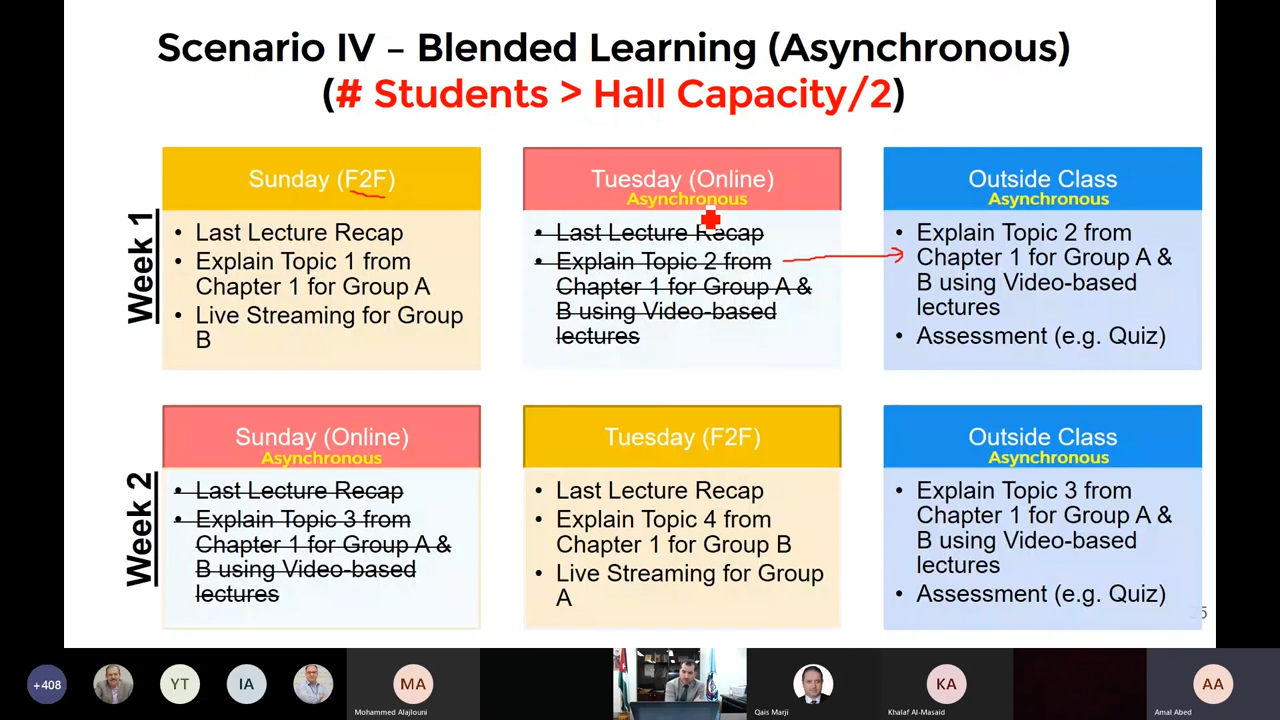 Scenario IV – Blended Learning (Asynchronous)
(# Students > Hall Capacity/2)
Week 1
Sunday (F2F)
• Last Lecture Recap
• Explain Topic 1 from
Chapter 1 for Group A
• Live Streaming for Group
B
Tuesday (Online)
Asynchronous
• Last Lecture Recap
• Explain Topic 2 from
Chapter 1 for Group A &
B using Video-based
lectures
Outside Class
Asynchronous
• Explain Topic 2 from
Chapter 1 for Group A &
B using Video-based
lectures
• Assessment (e.g. Quiz)
Week 2
Sunday (Online)
Asynchronous
• Last Lecture Recap
• Explain Topic 3 from
Chapter 1 for Group A &
B using Video-based
lectures
Tuesday (F2F)
• Last Lecture Recap
• Explain Topic 4 from
Chapter 1 for Group B
• Live Streaming for Group
A
Outside Class
Asynchronous
• Explain Topic 3 from
Chapter 1 for Group A &
B using Video-based
lectures
• Assessment (e.g. Quiz)
+408
YT
IA
MA
Mohammed Alajlouni
Qais Marji
KA
Khalaf Al-Masaid
AA
Amal Abed